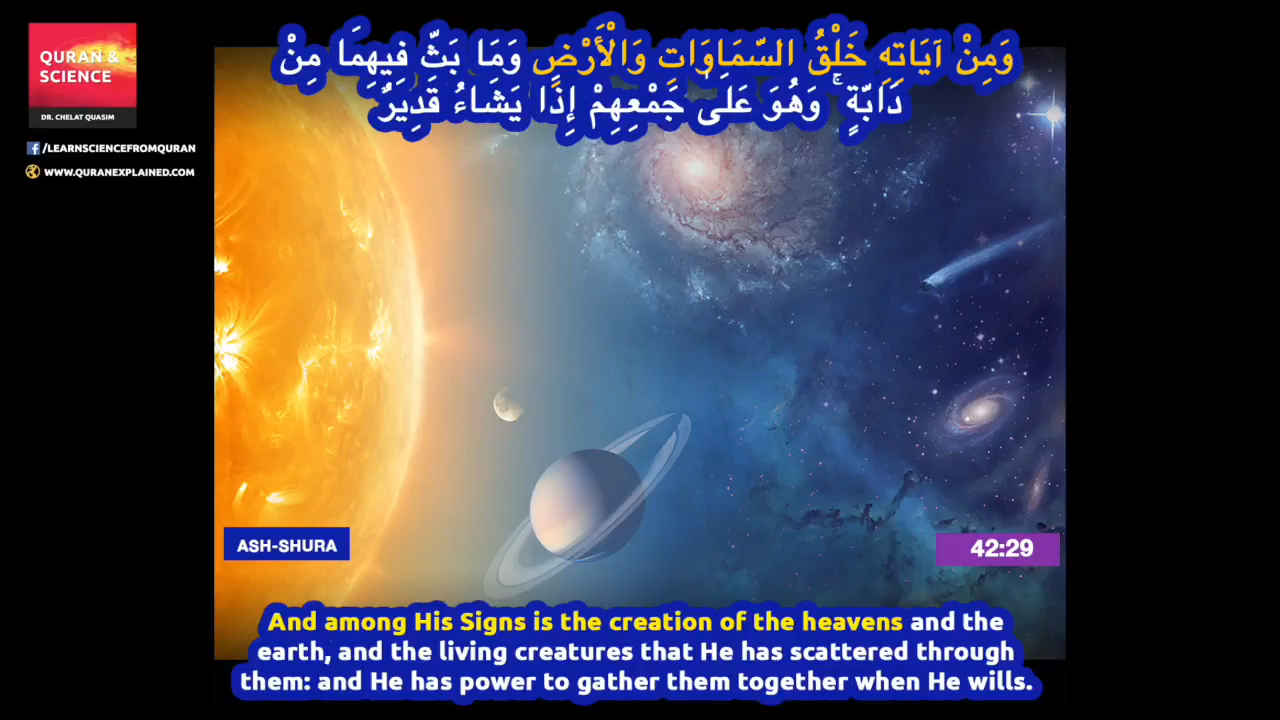 QURAN &
SCIENCE
DR. CHELAT QUASIM
/LEARNSCIENCEFROMQURAN
WWW.QURANEXPLAINED.COM
وَمِنْ آيَاتِهِ خَلْقُ السَّمَاوَاتِ وَالْأَرْضِ وَمَا بَثَّ فِيهِمَا مِنْ
دَابَّةٍ ۚ وَهُوَ عَلَىٰ جَمْعِهِمْ إِذَا يَشَاءُ قَدِيرٌ
ASH-SHURA
42:29
And among His Signs is the creation of the heavens and the
earth, and the living creatures that He has scattered through
them: and He has power to gather them together when He wills.